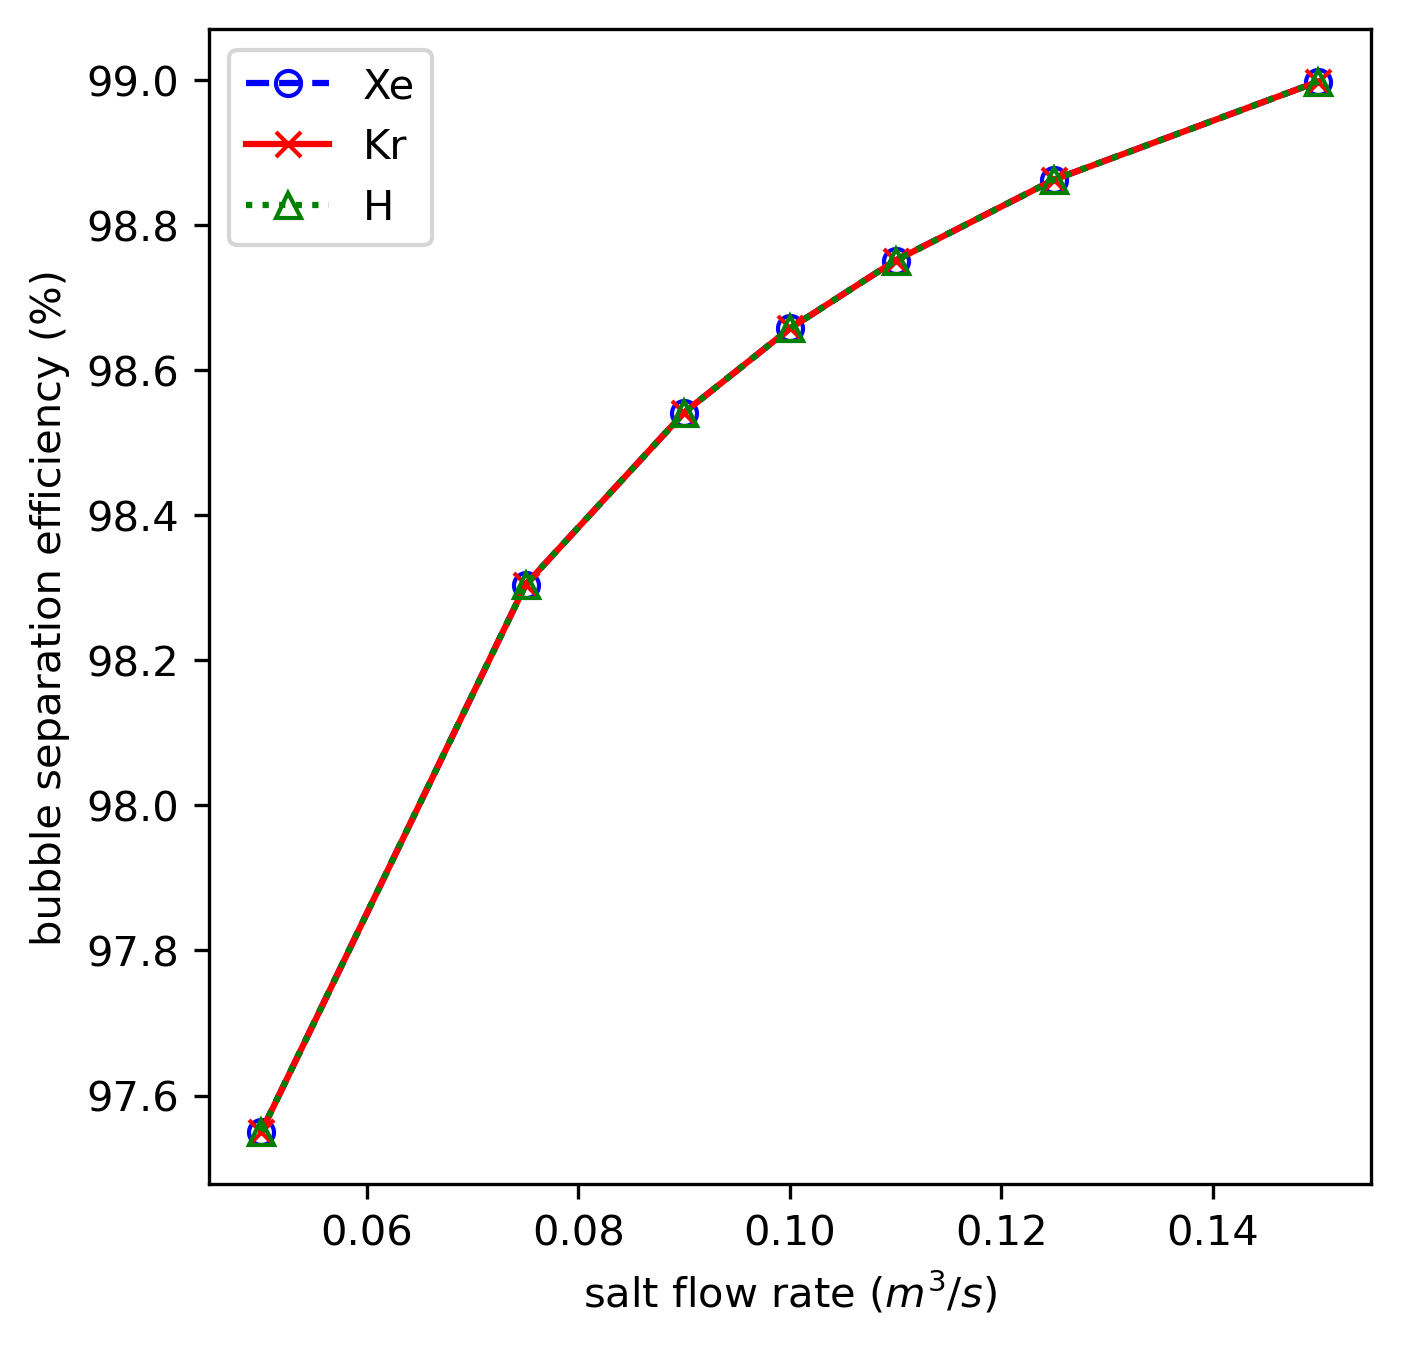 Xe
Kr
H
99.0
98.8
98.6
98.4
98.2
98.0
97.8
97.6
bubble separation efficiency (%)
0.06 0.08 0.10 0.12 0.14
salt flow rate (m³/s)